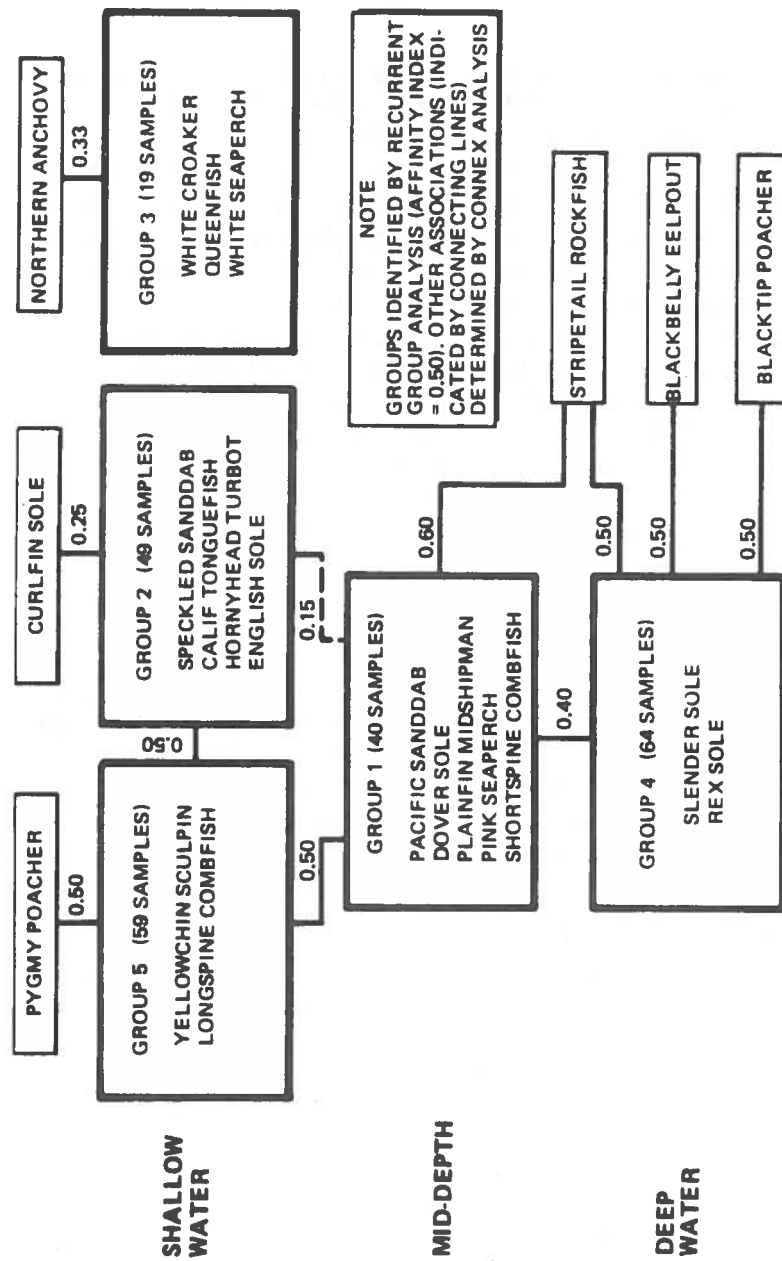 PYGMY POACHER
CURLFIN SOLE
NORTHERN ANCHOVY
0.50
0.25
0.33
SHALLOW
WATER
GROUP 5 (59 SAMPLES)
YELLOWCHIN SCULPIN
LONGSPINE COMBFISH
0.50
GROUP 2 (49 SAMPLES)
SPECKLED SANDDAB
CALIF TONGUEFISH
HORNYHEAD TURBOT
ENGLISH SOLE
GROUP 3 (19 SAMPLES)
WHITE CROAKER
QUEENFISH
WHITE SEAPERCH
0.50
0.15
MID-DEPTH
GROUP 1 (40 SAMPLES)
PACIFIC SANDDAB
DOVER SOLE
PLAINFIN MIDSHIPMAN
PINK SEAPERCH
SHORTSPINE COMBFISH
0.60
NOTE
GROUPS IDENTIFIED BY RECURRENT
GROUP ANALYSIS (AFFINITY INDEX
= 0.50). OTHER ASSOCIATIONS (INDI-
CATED BY CONNECTING LINES)
DETERMINED BY CONNEX ANALYSIS
0.40
DEEP
WATER
GROUP 4 (64 SAMPLES)
SLENDER SOLE
REX SOLE
0.50
STRIPETAIL ROCKFISH
0.50
BLACKBELLY EELPOUT
0.50
BLACKTIP POACHER